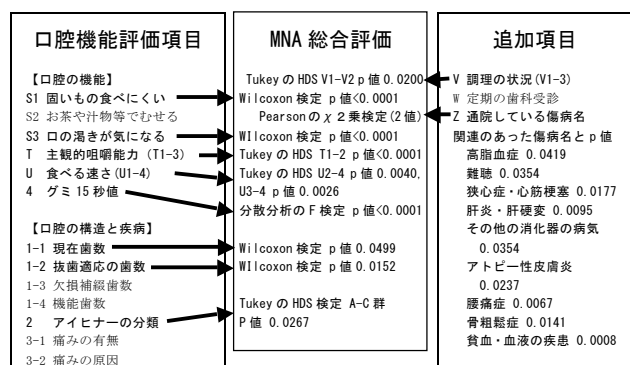 口腔機能評価項目
【口腔の機能】
S1 固いもの食べにくい
S2 お茶や汁物等でむせる
S3 口の渇きが気になる
T 主観的咀嚼能力 (T1-3)
U 食べる速さ(U1-4)
4 グミ15秒値
【口腔の構造と疾病】
1-1 現在歯数
1-2 抜歯適応の歯数
1-3 欠損補綴歯数
1-4 機能歯数
2 アイヒナーの分類
3-1 痛みの有無
3-2 痛みの原因
MNA 総合評価
Tukey の HDS V1-V2 p 値 0.0200
Wilcoxon 検定 p 値<0.0001
Pearson の χ 2 乗検定(2 値)
WIlcoxon 検定 p 値<0.0001
Tukey の HDS T1-2 p<0.0001
Tukey の HDS U2-4 p 値 0.0040,
U3-4 p 値 0.0026
分散分析の F 検定 p 値<0.0001
Wilcoxon 検定 p 値 0.0499
WIlcoxon 検定 p 値 0.0152
Tukey の HDS 検定 A-C 群
P 値 0.0267
追加項目
V 調理の状況(V1-3)
W 定期の歯科受診
Z 通院している傷病名
関連のあった傷病名と p 値
高脂血症 0.0419
難聴 0.0354
狭心症・心筋梗塞 0.0177
肝炎・肝硬変 0.0095
その他の消化器の病気
0.0354
アトピー性皮膚炎
0.0237
腰痛症 0.0067
骨粗鬆症 0.0141
貧血・血液の疾患 0.0008